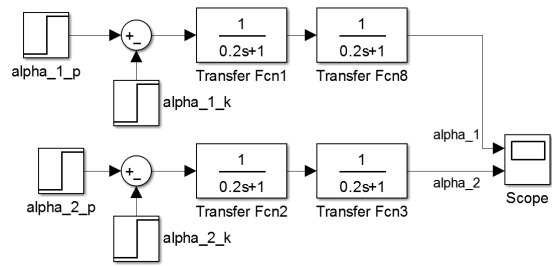 alpha_1_p
+
−
alpha_1_k
1
0.2s+1
Transfer Fcn1
1
0.2s+1
Transfer Fcn8
alpha_1
alpha_2_p
+
−
alpha_2_k
1
0.2s+1
Transfer Fcn2
1
0.2s+1
Transfer Fcn3
alpha_2
Scope